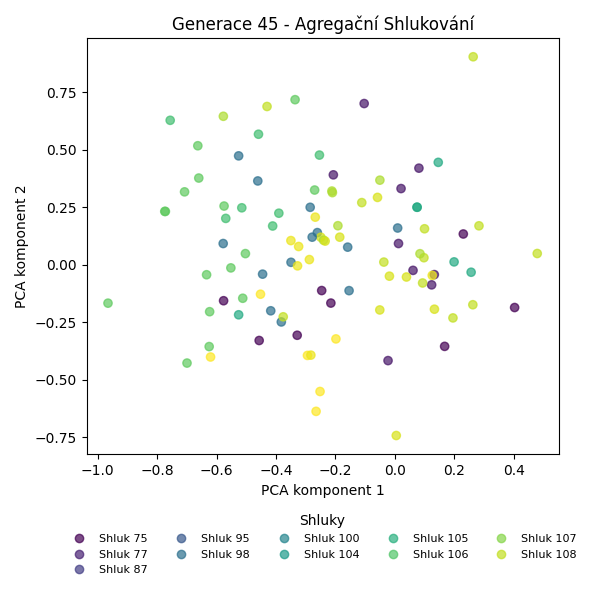 Generace 45 - Agregační Shlukování
PCA komponent 2
0.75
0.50
0.25
0.00
−0.25
−0.50
−0.75
−1.0 −0.8 −0.6 −0.4 −0.2 0.0 0.2 0.4
PCA komponent 1
Shluky
Shluk 75 Shluk 95 Shluk 100 Shluk 105 Shluk 107
Shluk 77 Shluk 98 Shluk 104 Shluk 106 Shluk 108
Shluk 87